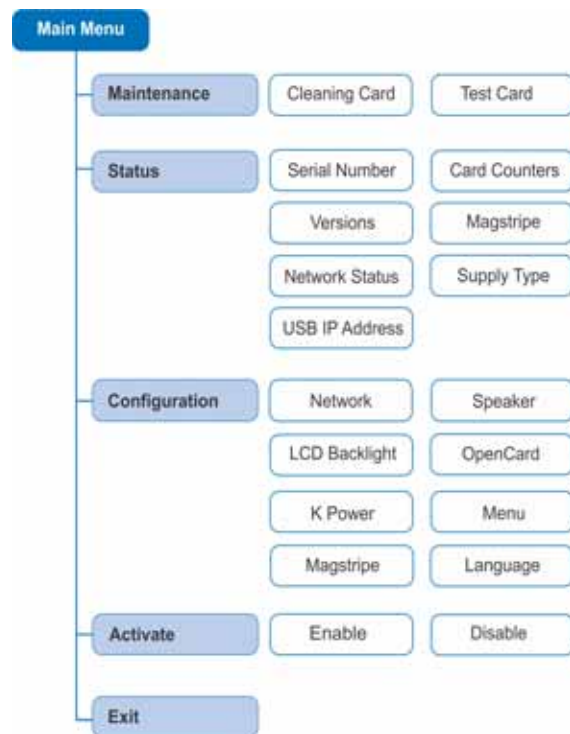 Main Menu
Maintenance Cleaning Card Test Card
Status Serial Number Card Counters
Versions Magstripe
Network Status Supply Type
USB IP Address
Configuration Network Speaker
LCD Backlight OpenCard
K Power Menu
Magstripe Language
Activate Enable Disable
Exit